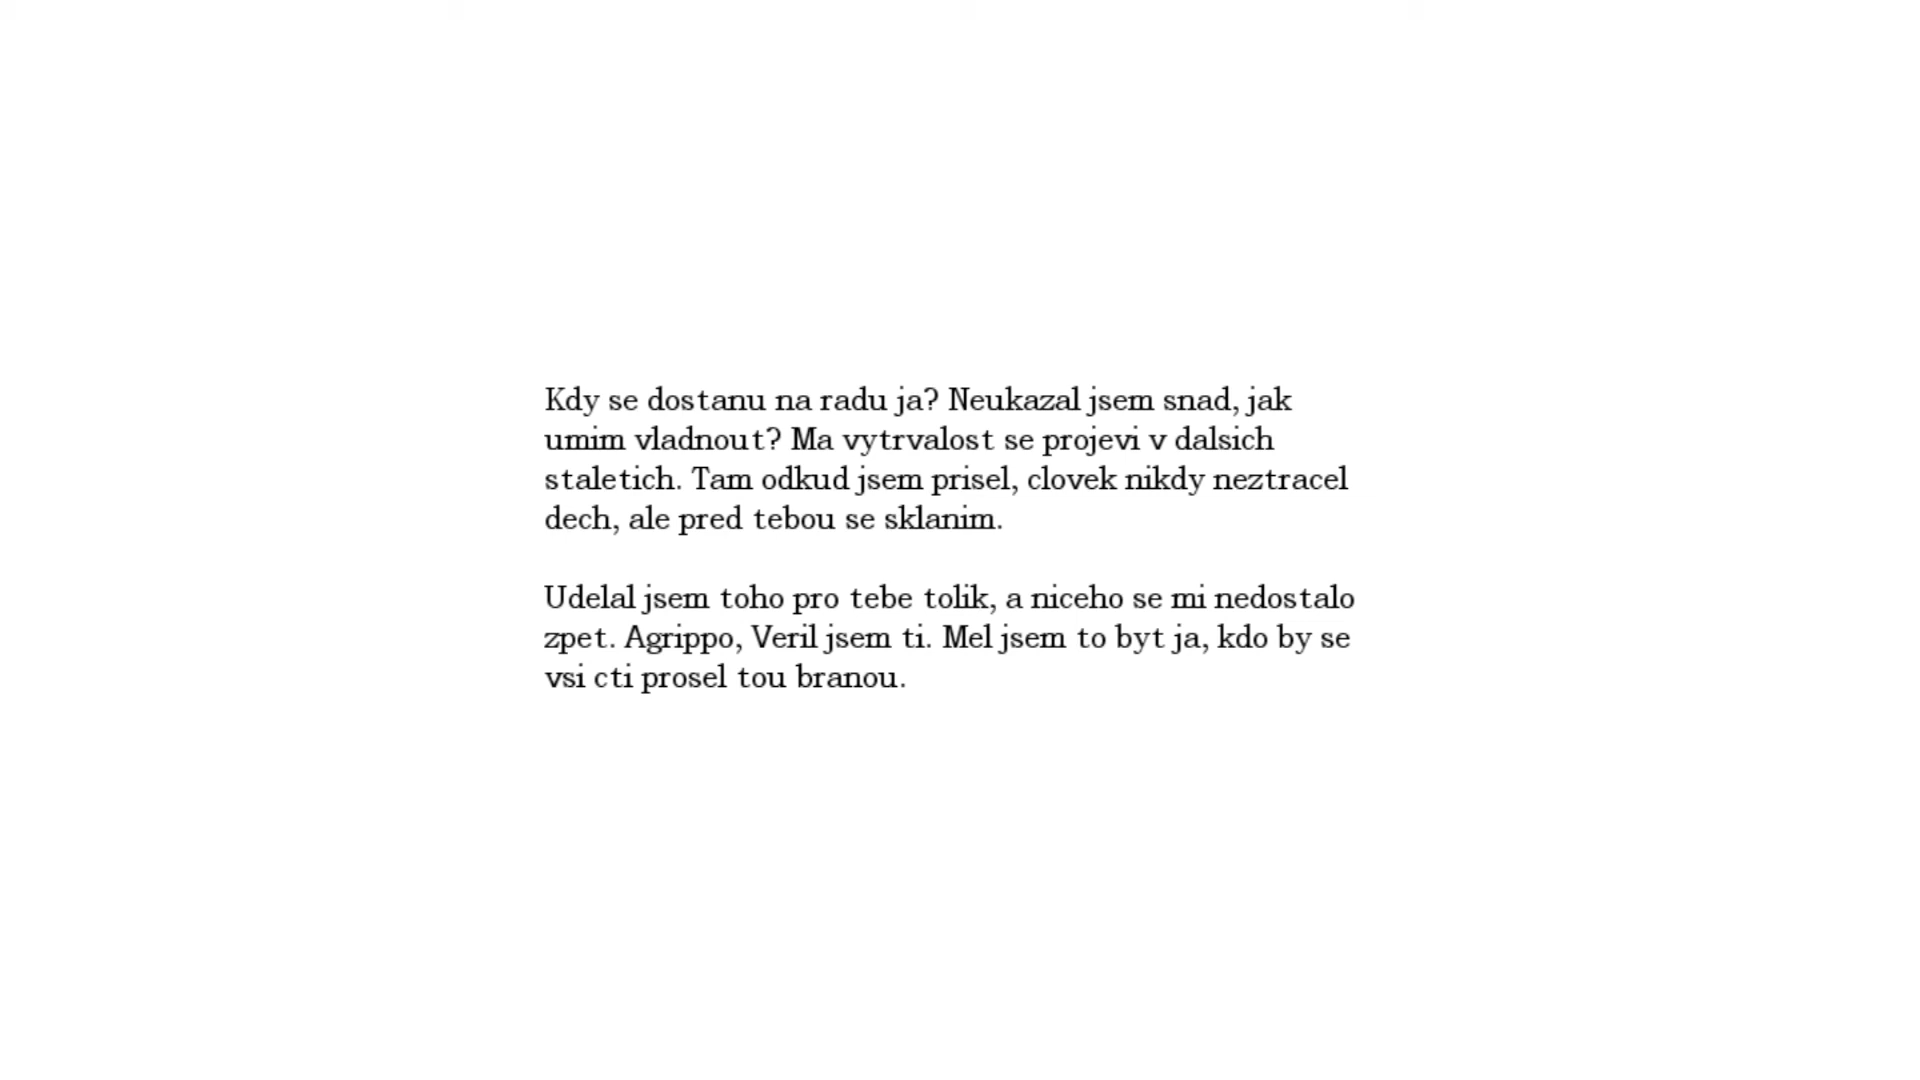 Kdy se dostanu na radu ja? Neukazal jsem snad, jak
umim vladnout? Ma vytrvalost se projevi v dalsich
staletich. Tam odkud jsem prisel, clovek nikdy neztracel
dech, ale pred tebou se sklanim.
Udelal jsem toho pro tebe tolik, a niceho se mi nedostalo
zpet. Agrippo, Veril jsem ti. Mel jsem to byt ja, kdo by se
vsi cti prosel tou branou.